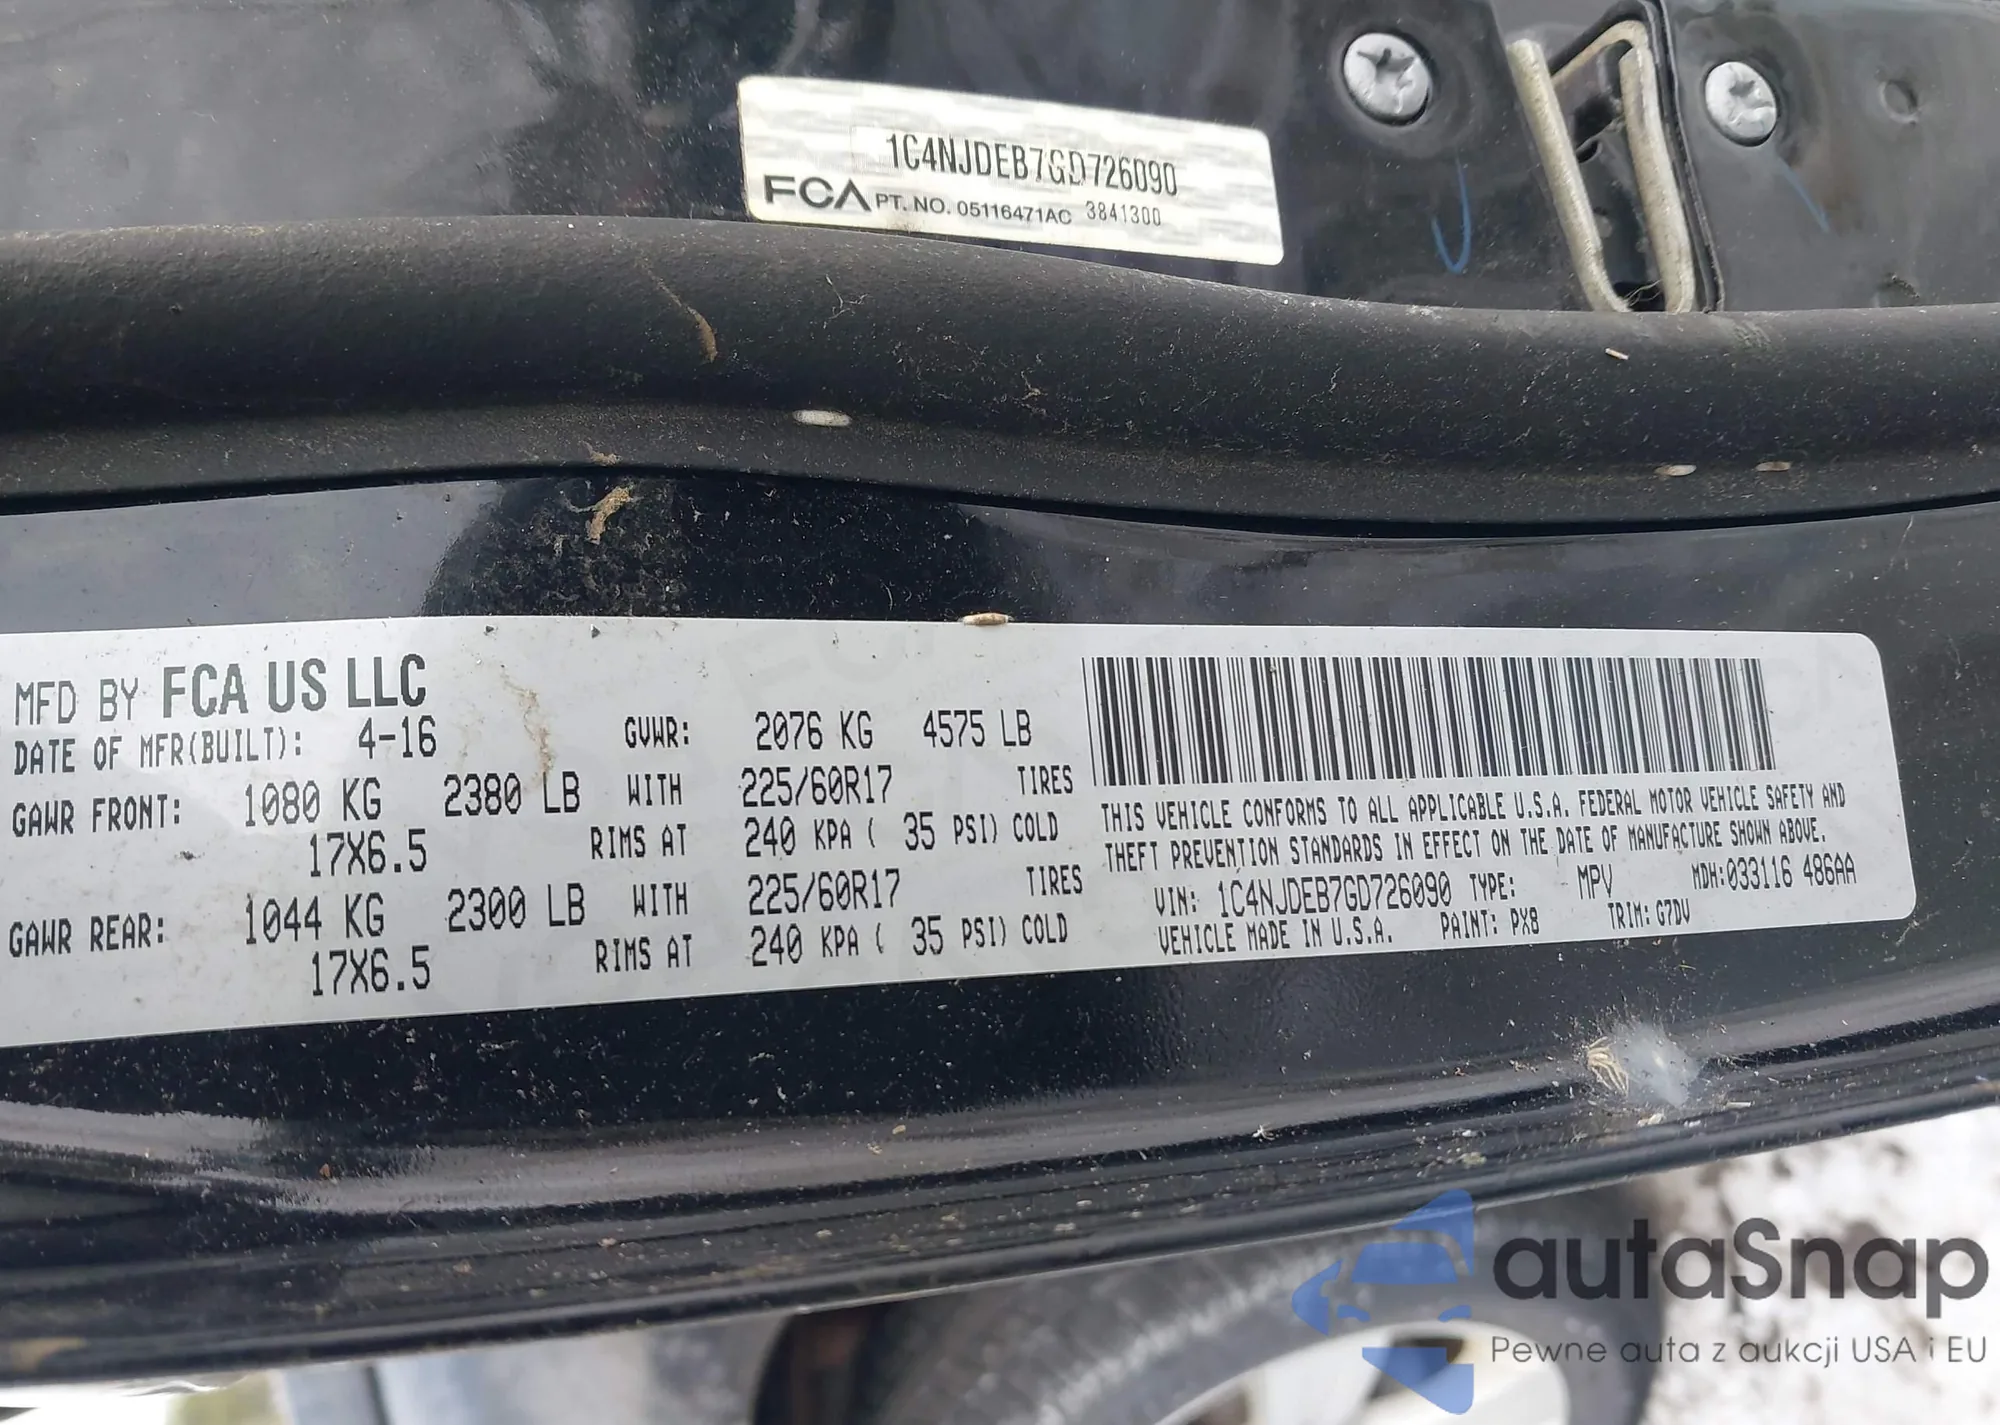 1C4NJDEB7GD726090
FCA PT. NO. 05116471AC 3841300
MFD BY FCA US LLC
DATE OF MFR(BUILT): 4-16 GVWR: 2076 KG 4575 LB
GAWR FRONT: 1080 KG 2380 LB WITH 225/60R17 TIRES
17X6.5 RIMS AT 240 KPA ( 35 PSI) COLD
GAWR REAR: 1044 KG 2300 LB WITH 225/60R17 TIRES
17X6.5 RIMS AT 240 KPA ( 35 PSI) COLD
THIS VEHICLE CONFORMS TO ALL APPLICABLE U.S.A. FEDERAL MOTOR VEHICLE SAFETY AND
THEFT PREVENTION STANDARDS IN EFFECT ON THE DATE OF MANUFACTURE SHOWN ABOVE.
VIN: 1C4NJDEB7GD726090 TYPE: MPV MDH:033116 486AA
VEHICLE MADE IN U.S.A. PAINT: PX8 TRIM: G7DV
autaSnap
Pewne auta z aukcji USA i EU